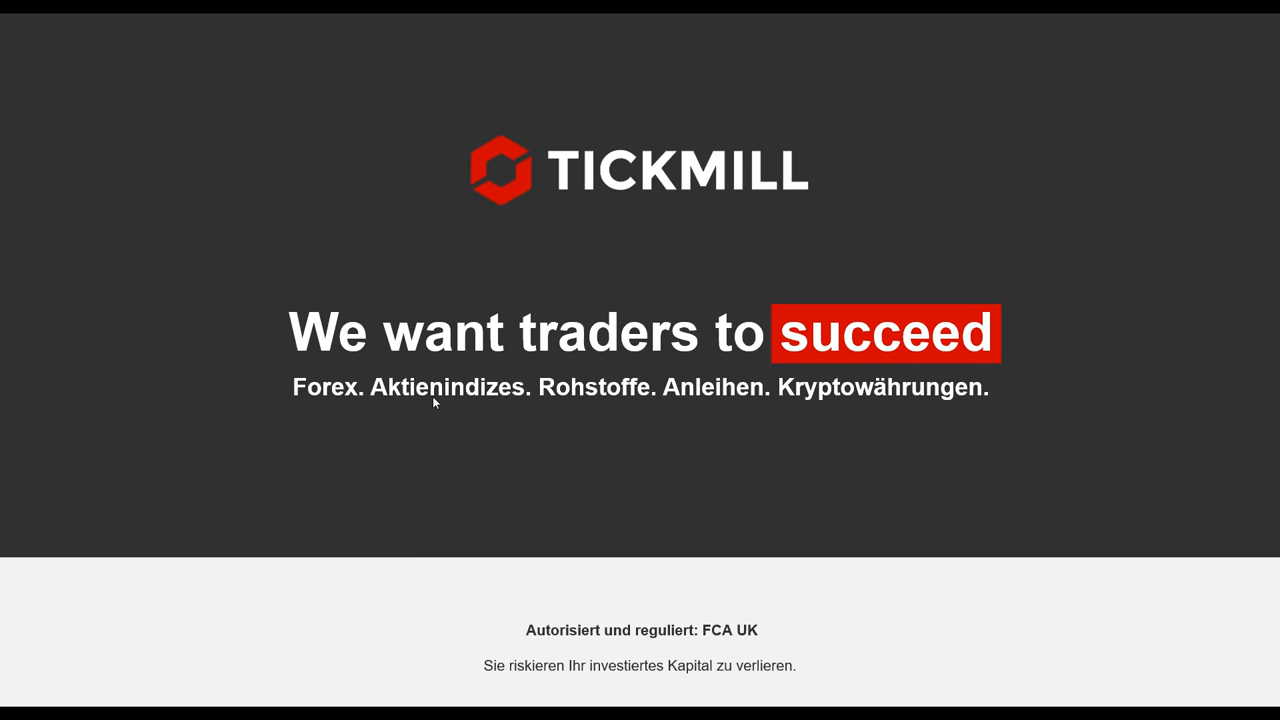 TICKMILL
We want traders to succeed
Forex. Aktienindizes. Rohstoffe. Anleihen. Kryptowährungen.
Autorisiert und reguliert: FCA UK
Sie riskieren Ihr investiertes Kapital zu verlieren.